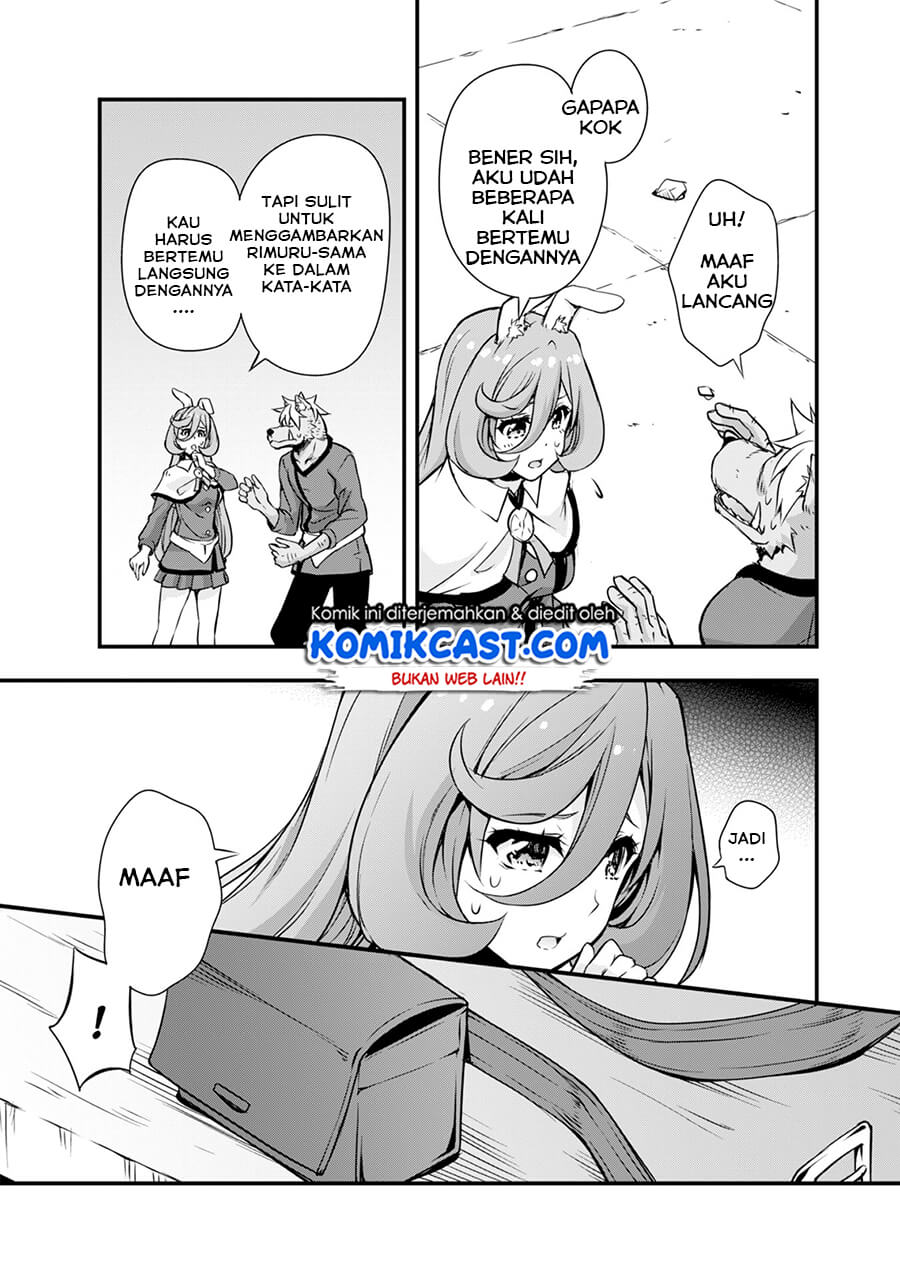 UH!
MAAF
AKU
LANCANG
GAPAPA
KOK
BENER SIH,
AKU UDAH
BEBERAPA
KALI
BERTEMU
DENGANNYA
TAPI SULIT
UNTUK
MENGGAMBARKAN
RIMURU-SAMA
KE DALAM
KATA-KATA
KAU
HARUS
BERTEMU
LANGSUNG
DENGANNYA
....
Komik ini diterjemahkan & diedit oleh
KOMIKCAST.COM
BUKAN WEB LAIN!!
JADI
...
MAAF
!